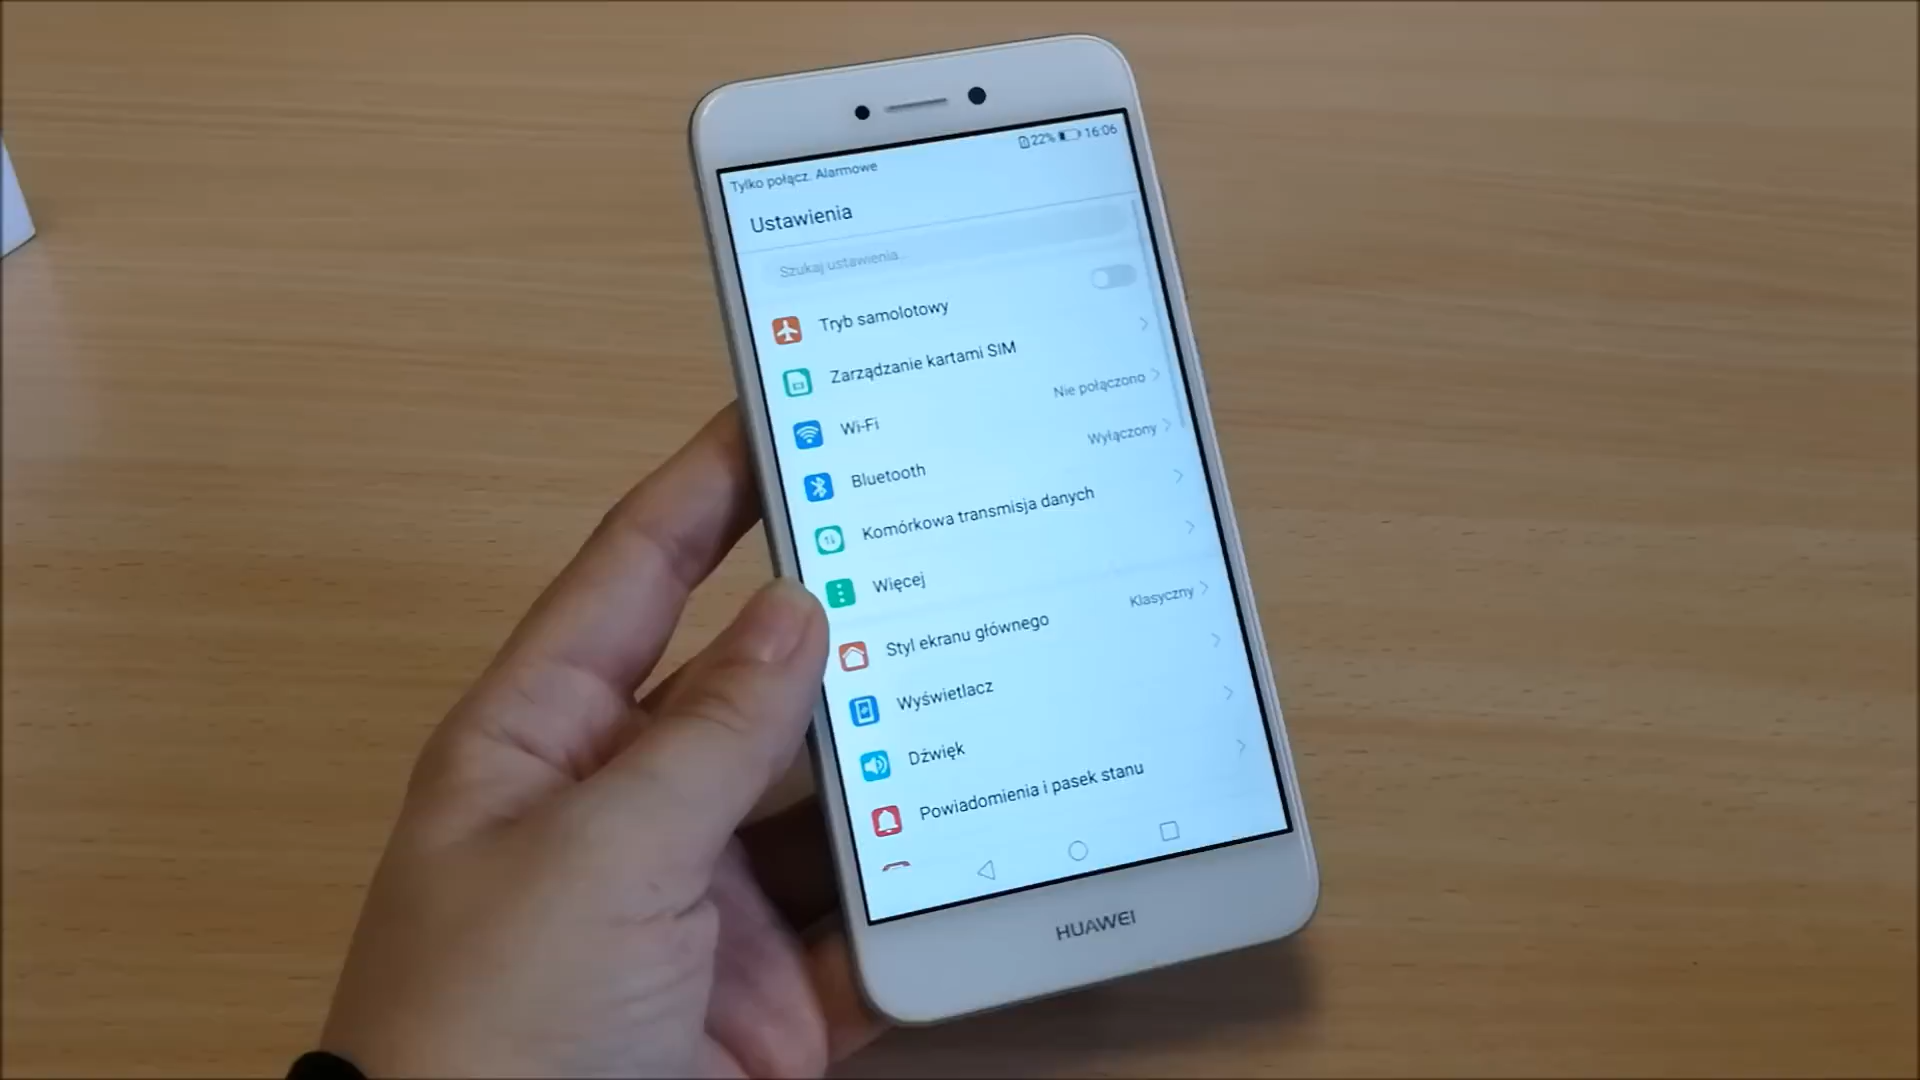 Tylko połącz. Alarmowe
22% 16:06
Ustawienia
Szukaj ustawienia...
Tryb samolotowy
Zarządzanie kartami SIM
Wi-Fi Nie połączono
Bluetooth Wyłączony
Komórkowa transmisja danych
Więcej
Styl ekranu głównego Klasyczny
Wyświetlacz
Dźwięk
Powiadomienia i pasek stanu
HUAWEI